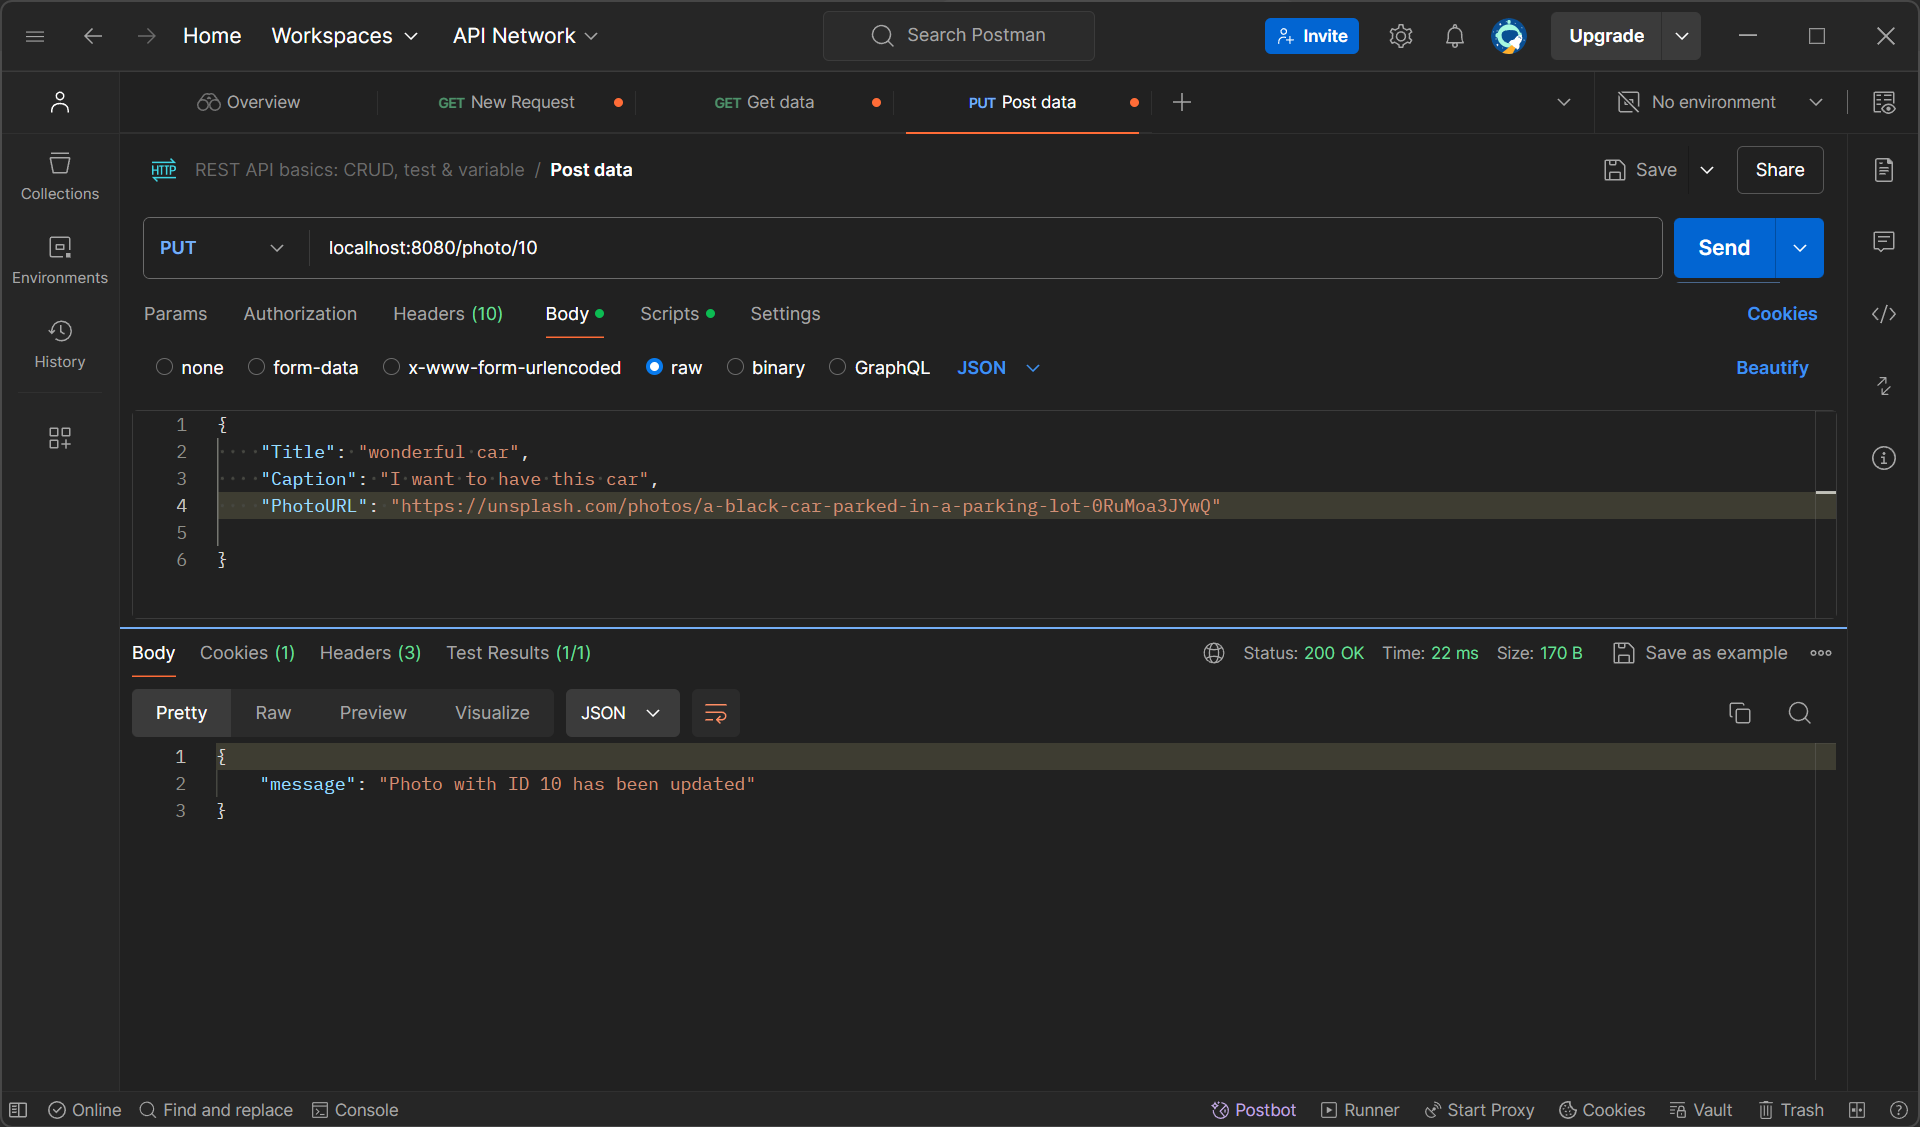 Home Workspaces API Network Search Postman Invite Upgrade
Overview GET New Request GET Get data PUT Post data No environment
HTTP REST API basics: CRUD, test & variable / Post data Save Share
Collections
Environments
History
PUT localhost:8080/photo/10 Send
Params Authorization Headers (10) Body Scripts Settings Cookies
none form-data x-www-form-urlencoded raw binary GraphQL JSON Beautify
1 {
2 "Title": "wonderful car",
3 "Caption": "I want to have this car",
4 "PhotoURL": "https://unsplash.com/photos/a-black-car-parked-in-a-parking-lot-0RuMoa3JYwQ"
5
6 }
Body Cookies (1) Headers (3) Test Results (1/1) Status: 200 OK Time: 22 ms Size: 170 B Save as example
Pretty Raw Preview Visualize JSON
1 {
2 "message": "Photo with ID 10 has been updated"
3 }
Online Find and replace Console Postbot Runner Start Proxy Cookies Vault Trash